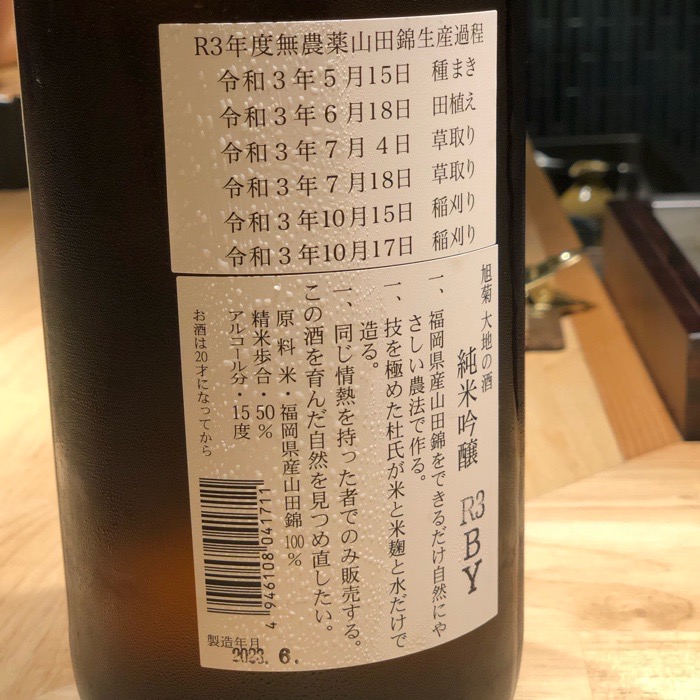 R3年度無農薬山田錦生産過程
令和3年5月15日 種まき
令和3年6月18日 田植え
令和3年7月4日 草取り
令和3年7月18日 草取り
令和3年10月15日 稲刈り
令和3年10月17日 稲刈り
旭菊 大地の酒
純米吟醸 R3BY
一、福岡県産山田錦をできるだけ自然にや
さしい農法で作る。
一、技を極めた杜氏が米と米麹と水だけで
造る。
一、同じ情熱を持った者でのみ販売する。
この酒を育んだ自然を見つめ直したい。
原料米・福岡県産山田錦100%
精米歩合・50%
アルコール分・15度
お酒は20才になってから
4946108041711
製造年月
2023.6.